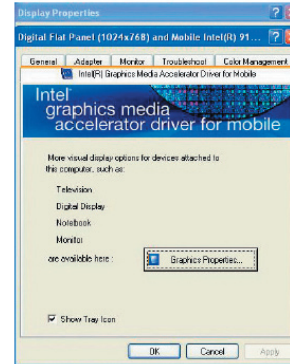 Display Properties
Digital Flat Panel (1024x768) and Mobile Intel(R) 91...
General Adapter Monitor Troubleshoot Color Management
Intel(R) Graphics Media Accelerator Driver for Mobile
Intel
graphics media
accelerator driver for mobile
More visual display options for devices attached to
this computer, such as:
Television
Digital Display
Notebook
Monitor
are available here : Graphics Properties...
Show Tray Icon
OK Cancel Apply